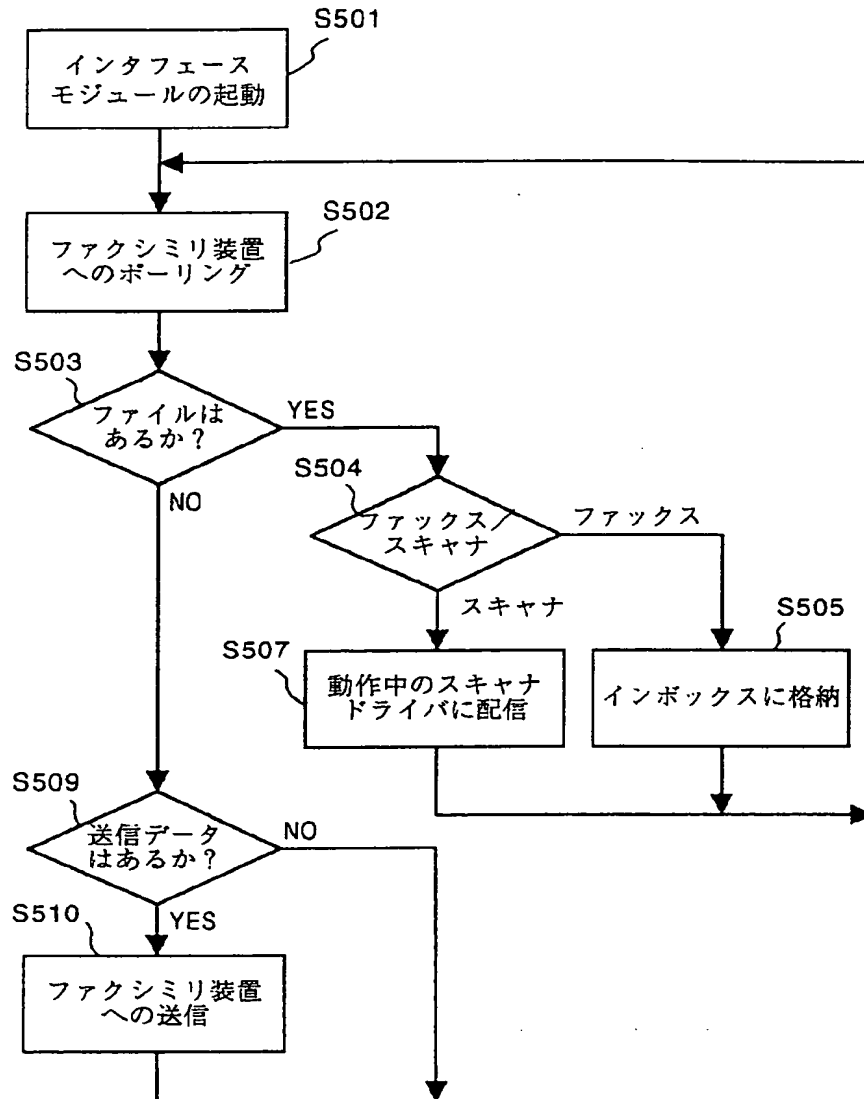 S501
インタフェース
モジュールの起動
S502
ファクシミリ装置
へのポーリング
S503
ファイルは
あるか？
YES
NO
S504
ファックス／
スキャナ
ファックス
スキャナ
S505
インボックスに格納
S507
動作中のスキャナ
ドライバに配信
S509
送信データ
はあるか？
NO
YES
S510
ファクシミリ装置
への送信